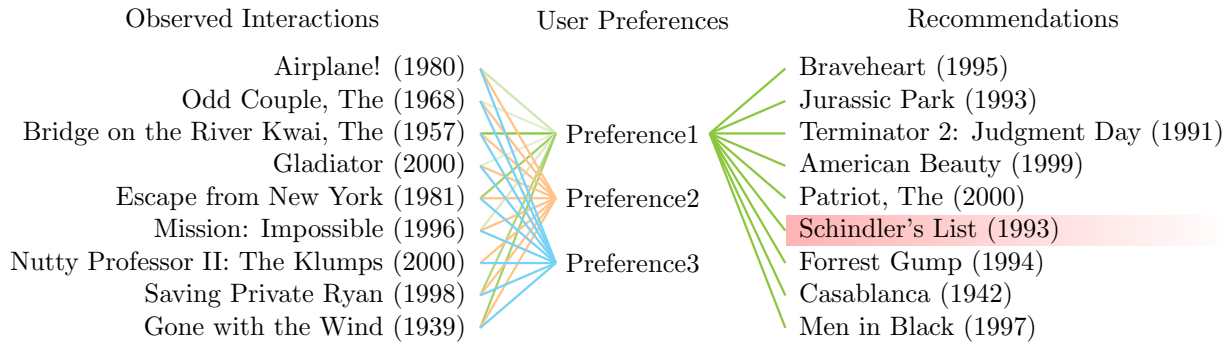 Observed Interactions
Airplane! (1980)
Odd Couple, The (1968)
Bridge on the River Kwai, The (1957)
Gladiator (2000)
Escape from New York (1981)
Mission: Impossible (1996)
Nutty Professor II: The Klumps (2000)
Saving Private Ryan (1998)
Gone with the Wind (1939)
User Preferences
Preference1
Preference2
Preference3
Recommendations
Braveheart (1995)
Jurassic Park (1993)
Terminator 2: Judgment Day (1991)
American Beauty (1999)
Patriot, The (2000)
Schindler's List (1993)
Forrest Gump (1994)
Casablanca (1942)
Men in Black (1997)